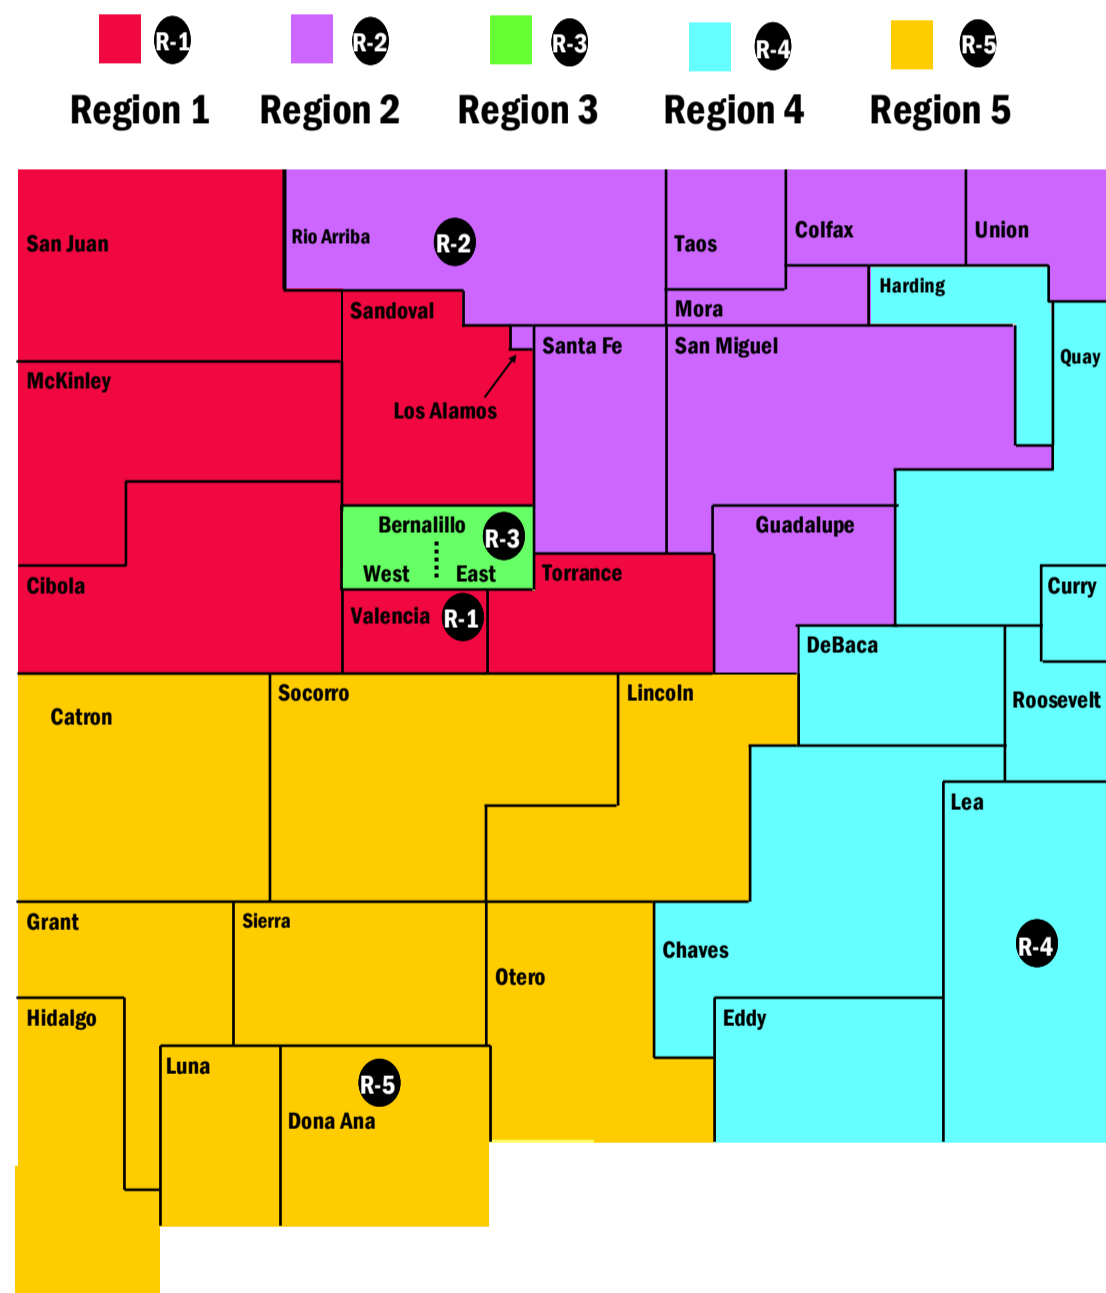 R-1 R-2 R-3 R-4 R-5
Region 1 Region 2 Region 3 Region 4 Region 5
San Juan
Rio Arriba
R-2
Taos
Colfax
Union
Harding
Sandoval
Mora
Santa Fe
San Miguel
Quay
McKinley
Los Alamos
Bernalillo
R-3
West East
Guadalupe
Torrance
Cibola
Curry
Valencia
R-1
DeBaca
Roosevelt
Catron
Socorro
Lincoln
Lea
Grant
Sierra
Otero
Chaves
R-4
Hidalgo
Eddy
Luna
R-5
Dona Ana